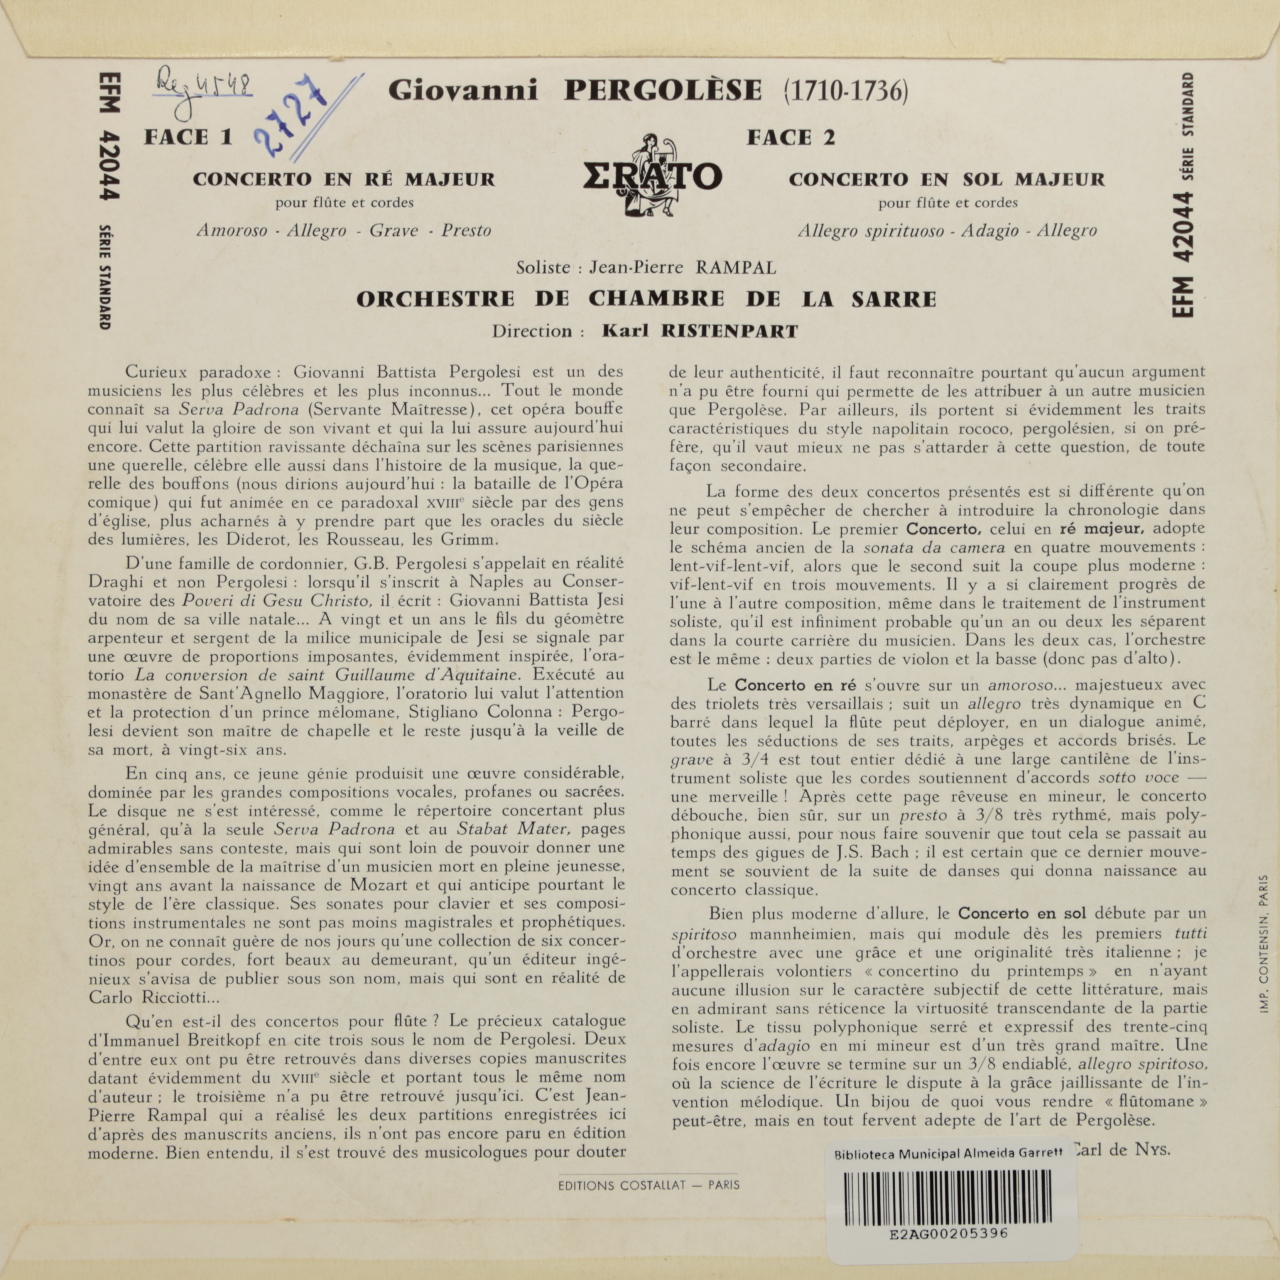 Reg 4548
2727
EFM 42044 SÉRIE STANDARD
Giovanni PERGOLÈSE (1710-1736)
EFM 42044 SÉRIE STANDARD
FACE 1
CONCERTO EN RÉ MAJEUR
pour flûte et cordes
Amoroso - Allegro - Grave - Presto
ERATO
FACE 2
CONCERTO EN SOL MAJEUR
pour flûte et cordes
Allegro spirituoso - Adagio - Allegro
Soliste : Jean-Pierre RAMPAL
ORCHESTRE DE CHAMBRE DE LA SARRE
Direction : Karl RISTENPART
Curieux paradoxe : Giovanni Battista Pergolesi est un des
musiciens les plus célèbres et les plus inconnus... Tout le monde
connaît sa Serva Padrona (Servante Maîtresse), cet opéra bouffe
qui lui valut la gloire de son vivant et qui la lui assure aujourd'hui
encore. Cette partition ravissante déchaîna sur les scènes parisiennes
une querelle, célèbre elle aussi dans l'histoire de la musique, la que-
relle des bouffons (nous dirions aujourd'hui : la bataille de l'Opéra
comique) qui fut animée en ce paradoxal XVIIIe siècle par des gens
d'église, plus acharnés à y prendre part que les oracles du siècle
des lumières, les Diderot, les Rousseau, les Grimm.
D'une famille de cordonnier, G.B. Pergolesi s'appelait en réalité
Draghi et non Pergolesi : lorsqu'il s'inscrit à Naples au Conser-
vatoire des Poveri di Gesu Christo, il écrit : Giovanni Battista Jesi
du nom de sa ville natale... A vingt et un ans le fils du géomètre
arpenteur et sergent de la milice municipale de Jesi se signale par
une œuvre de proportions imposantes, évidemment inspirée, l'ora-
torio La conversion de saint Guillaume d'Aquitaine. Exécuté au
monastère de Sant'Agnello Maggiore, l'oratorio lui valut l'attention
et la protection d'un prince mélomane, Stigliano Colonna : Pergo-
lesi devient son maître de chapelle et le reste jusqu'à la veille de
sa mort, à vingt-six ans.
En cinq ans, ce jeune génie produisit une œuvre considérable,
dominée par les grandes compositions vocales, profanes ou sacrées.
Le disque ne s'est intéressé, comme le répertoire concertant plus
général, qu'à la seule Serva Padrona et au Stabat Mater, pages
admirables sans conteste, mais qui sont loin de pouvoir donner une
idée d'ensemble de la maîtrise d'un musicien mort en pleine jeunesse,
vingt ans avant la naissance de Mozart et qui anticipe pourtant le
style de l'ère classique. Ses sonates pour clavier et ses composi-
tions instrumentales ne sont pas moins magistrales et prophétiques.
Or, on ne connaît guère de nos jours qu'une collection de six concer-
tinos pour cordes, fort beaux au demeurant, qu'un éditeur ingé-
nieux s'avisa de publier sous son nom, mais qui sont en réalité de
Carlo Ricciotti...
Qu'en est-il des concertos pour flûte ? Le précieux catalogue
d'Immanuel Breitkopf en cite trois sous le nom de Pergolesi. Deux
d'entre eux ont pu être retrouvés dans diverses copies manuscrites
datant évidemment du XVIIIe siècle et portant tous le même nom
d'auteur ; le troisième n'a pu être retrouvé jusqu'ici. C'est Jean-
Pierre Rampal qui a réalisé les deux partitions enregistrées ici
d'après des manuscrits anciens, ils n'ont pas encore paru en édition
moderne. Bien entendu, il s'est trouvé des musicologues pour douter
de leur authenticité, il faut reconnaître pourtant qu'aucun argument
n'a pu être fourni qui permette de les attribuer à un autre musicien
que Pergolèse. Par ailleurs, ils portent si évidemment les traits
caractéristiques du style napolitain rococo, pergolésien, si on pré-
fère, qu'il vaut mieux ne pas s'attarder à cette question, de toute
façon secondaire.
La forme des deux concertos présentés est si différente qu'on
ne peut s'empêcher de chercher à introduire la chronologie dans
leur composition. Le premier Concerto, celui en ré majeur, adopte
le schéma ancien de la sonata da camera en quatre mouvements :
lent-vif-lent-vif, alors que le second suit la coupe plus moderne :
vif-lent-vif en trois mouvements. Il y a si clairement progrès de
l'une à l'autre composition, même dans le traitement de l'instrument
soliste, qu'il est infiniment probable qu'un an ou deux les séparent
dans la courte carrière du musicien. Dans les deux cas, l'orchestre
est le même : deux parties de violon et la basse (donc pas d'alto).
Le Concerto en ré s'ouvre sur un amoroso... majestueux avec
des triolets très versaillais ; suit un allegro très dynamique en C
barré dans lequel la flûte peut déployer, en un dialogue animé,
toutes les séductions de ses traits, arpèges et accords brisés. Le
grave à 3/4 est tout entier dédié à une large cantilène de l'ins-
trument soliste que les cordes soutiennent d'accords sotto voce —
une merveille ! Après cette page rêveuse en mineur, le concerto
débouche, bien sûr, sur un presto à 3/8 très rythmé, mais poly-
phonique aussi, pour nous faire souvenir que tout cela se passait au
temps des gigues de J.S. Bach ; il est certain que ce dernier mouve-
ment se souvient de la suite de danses qui donna naissance au
concerto classique.
Bien plus moderne d'allure, le Concerto en sol débute par un
spiritoso mannheimien, mais qui module dès les premiers tutti
d'orchestre avec une grâce et une originalité très italienne ; je
l'appellerais volontiers « concertino du printemps » en n'ayant
aucune illusion sur le caractère subjectif de cette littérature, mais
en admirant sans réticence la virtuosité transcendante de la partie
soliste. Le tissu polyphonique serré et expressif des trente-cinq
mesures d'adagio en mi mineur est d'un très grand maître. Une
fois encore l'œuvre se termine sur un 3/8 endiablé, allegro spiritoso,
où la science de l'écriture le dispute à la grâce jaillissante de l'in-
vention mélodique. Un bijou de quoi vous rendre « flûtomane »
peut-être, mais en tout fervent adepte de l'art de Pergolèse.
Carl de Nys.
EDITIONS COSTALLAT — PARIS
IMP. CONTENSIN, PARIS
Biblioteca Municipal Almeida Garrett
E2AG00205396